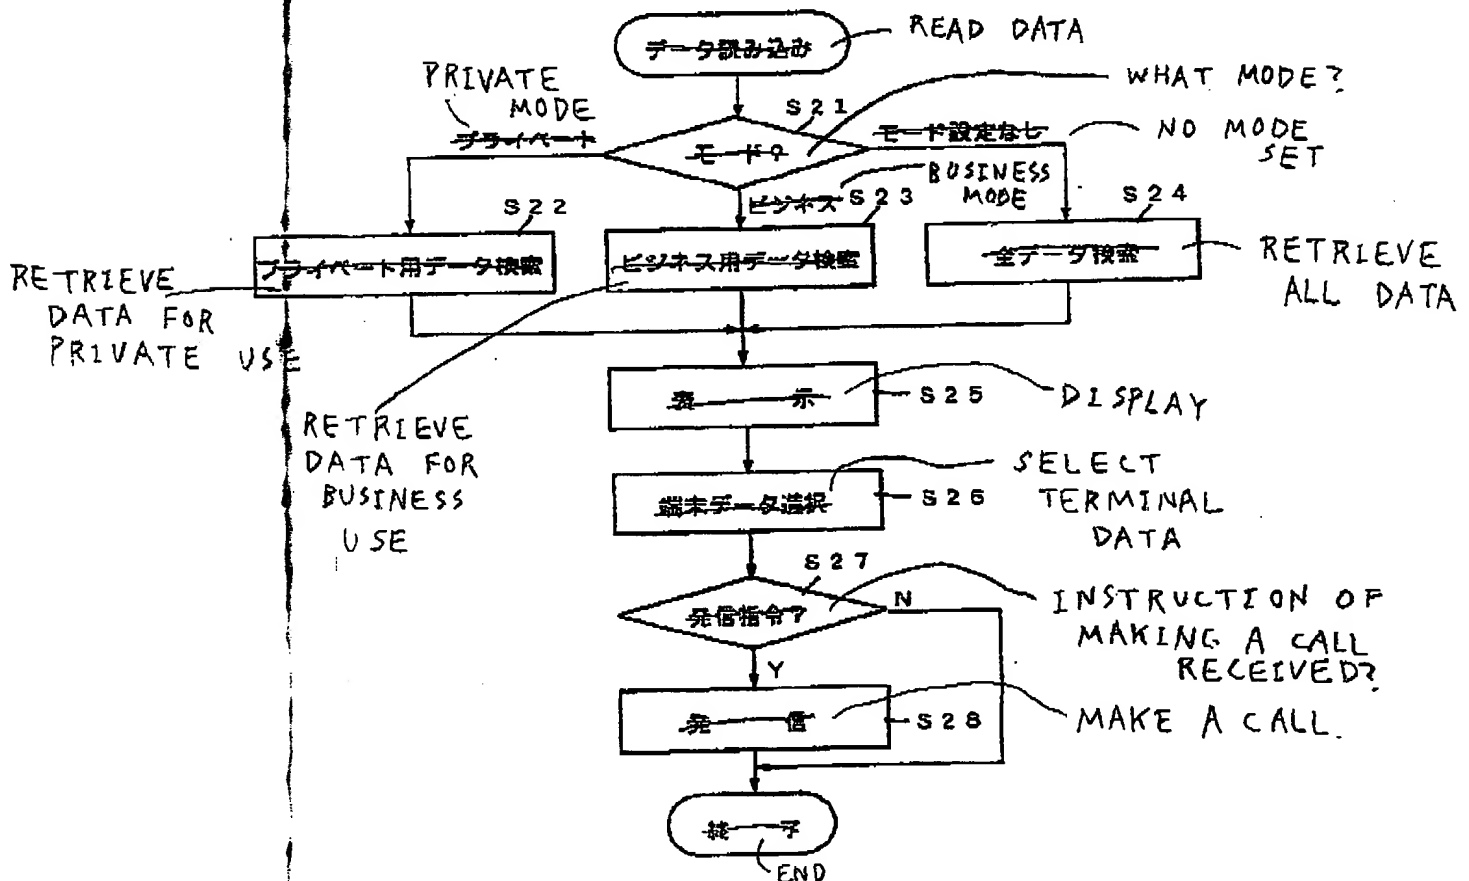 データ読み込み
READ DATA
PRIVATE
MODE
プライベート
S21
モード?
WHAT MODE?
モード設定なし
NO MODE
SET
ビジネス
BUSINESS
MODE
S22
プライベート用データ検索
RETRIEVE
DATA FOR
PRIVATE USE
S23
ビジネス用データ検索
RETRIEVE
DATA FOR
BUSINESS
USE
S24
全データ検索
RETRIEVE
ALL DATA
表示
S25
DISPLAY
端末データ選択
S26
SELECT
TERMINAL
DATA
S27
発信指令?
N
Y
INSTRUCTION OF
MAKING A CALL
RECEIVED?
発信
S28
MAKE A CALL.
終了
END